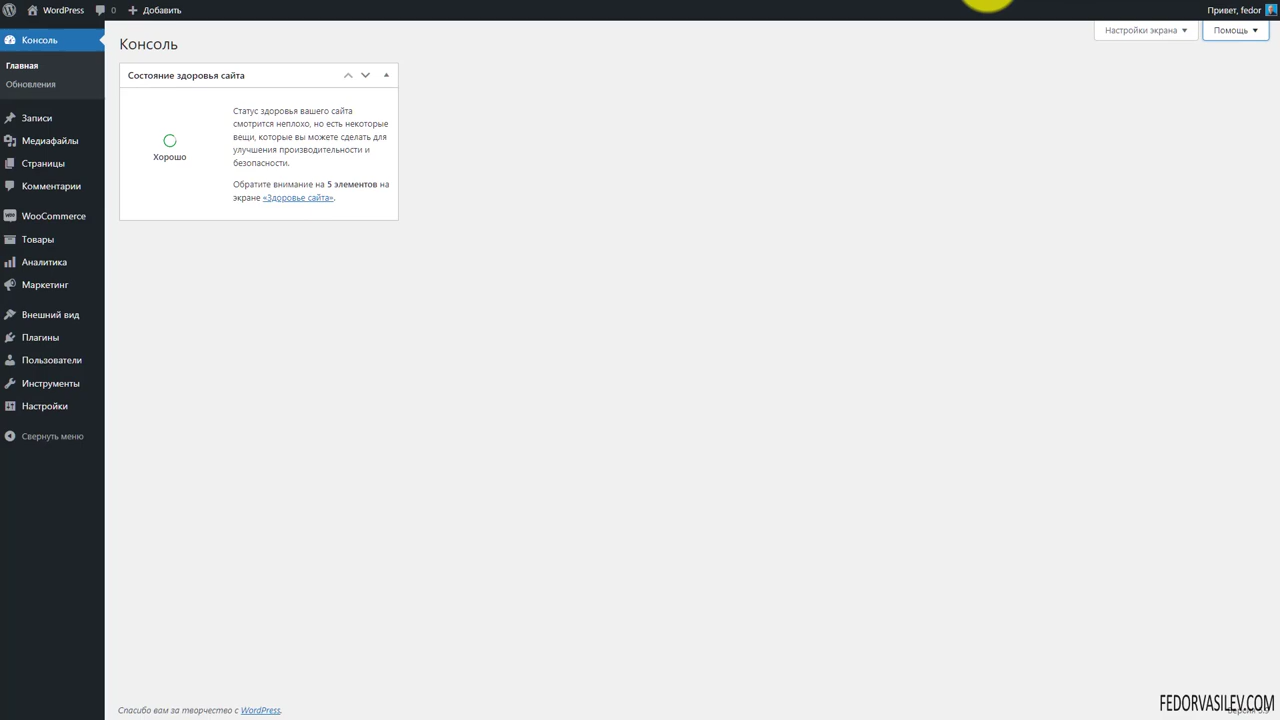 WordPress
0
Добавить
Привет, fedor
Настройки экрана
Помощь
Консоль
Главная
Обновления
Записи
Медиафайлы
Страницы
Комментарии
WooCommerce
Товары
Аналитика
Маркетинг
Внешний вид
Плагины
Пользователи
Инструменты
Настройки
Свернуть меню
Консоль
Состояние здоровья сайта
Хорошо
Статус здоровья вашего сайта
смотрится неплохо, но есть некоторые
вещи, которые вы можете сделать для
улучшения производительности и
безопасности.
Обратите внимание на 5 элементов на
экране «Здоровье сайта».
Спасибо вам за творчество с WordPress.
FEDORVASILEV.COM